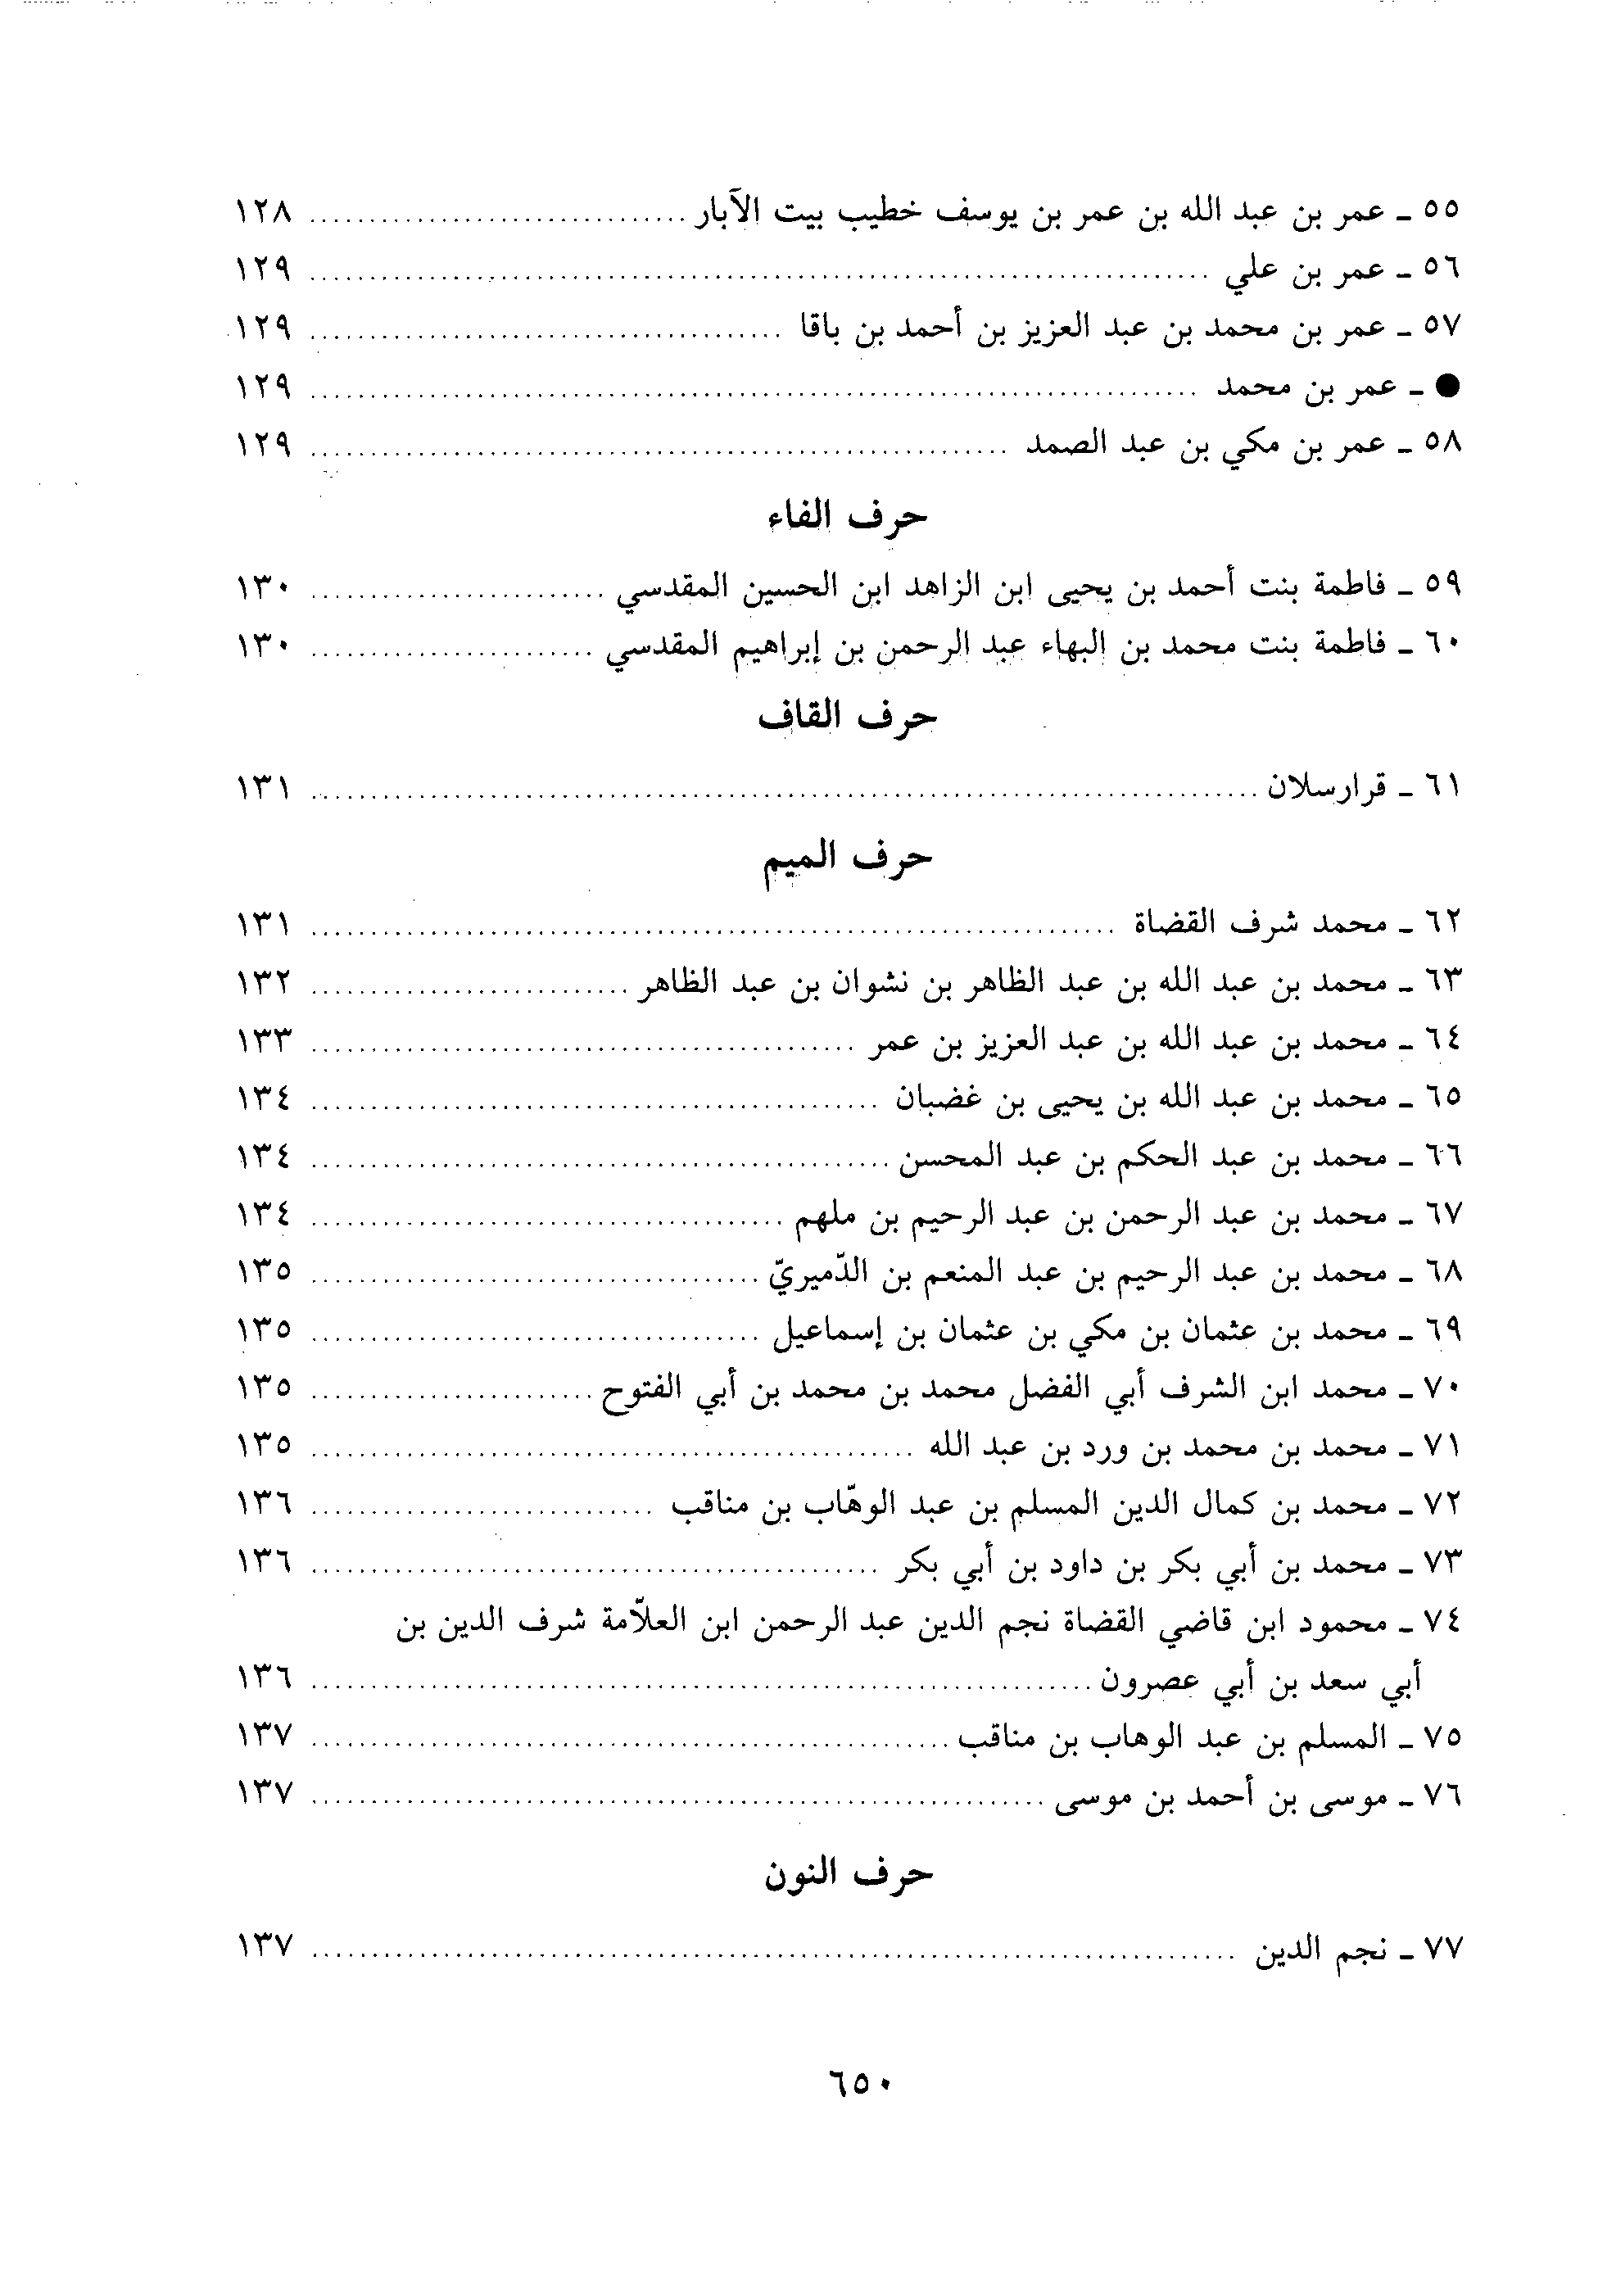 ٥٥ ـ عمر بن عبد الله بن عمر بن يوسف خطيب بيت الآبار ........ ١٢٨
٥٦ ـ عمر بن علي ........ ١٢٩
٥٧ ـ عمر بن محمد بن عبد العزيز بن أحمد بن باقا ........ ١٢٩
● ـ عمر بن محمد ........ ١٢٩
٥٨ ـ عمر بن مكي بن عبد الصمد ........ ١٢٩
حرف الفاء
٥٩ ـ فاطمة بنت أحمد بن يحيى ابن الزاهد ابن الحسين المقدسي ........ ١٣٠
٦٠ ـ فاطمة بنت محمد بن البهاء عبد الرحمن بن إبراهيم المقدسي ........ ١٣٠
حرف القاف
٦١ ـ قرارسلان ........ ١٣١
حرف الميم
٦٢ ـ محمد شرف القضاة ........ ١٣١
٦٣ ـ محمد بن عبد الله بن عبد الظاهر بن نشوان بن عبد الظاهر ........ ١٣٢
٦٤ ـ محمد بن عبد الله بن عبد العزيز بن عمر ........ ١٣٣
٦٥ ـ محمد بن عبد الله بن يحيى بن غضبان ........ ١٣٤
٦٦ ـ محمد بن عبد الحكم بن عبد المحسن ........ ١٣٤
٦٧ ـ محمد بن عبد الرحمن بن عبد الرحيم بن ملهم ........ ١٣٤
٦٨ ـ محمد بن عبد الرحيم بن عبد المنعم بن الدّميريّ ........ ١٣٥
٦٩ ـ محمد بن عثمان بن مكي بن عثمان بن إسماعيل ........ ١٣٥
٧٠ ـ محمد ابن الشرف أبي الفضل محمد بن محمد بن أبي الفتوح ........ ١٣٥
٧١ ـ محمد بن محمد بن ورد بن عبد الله ........ ١٣٥
٧٢ ـ محمد بن كمال الدين المسلم بن عبد الوهّاب بن مناقب ........ ١٣٦
٧٣ ـ محمد بن أبي بكر بن داود بن أبي بكر ........ ١٣٦
٧٤ ـ محمود ابن قاضي القضاة نجم الدين عبد الرحمن ابن العلاّمة شرف الدين بن
أبي سعد بن أبي عصرون ........ ١٣٦
٧٥ ـ المسلم بن عبد الوهاب بن مناقب ........ ١٣٧
٧٦ ـ موسى بن أحمد بن موسى ........ ١٣٧
حرف النون
٧٧ ـ نجم الدين ........ ١٣٧
٦٥٠